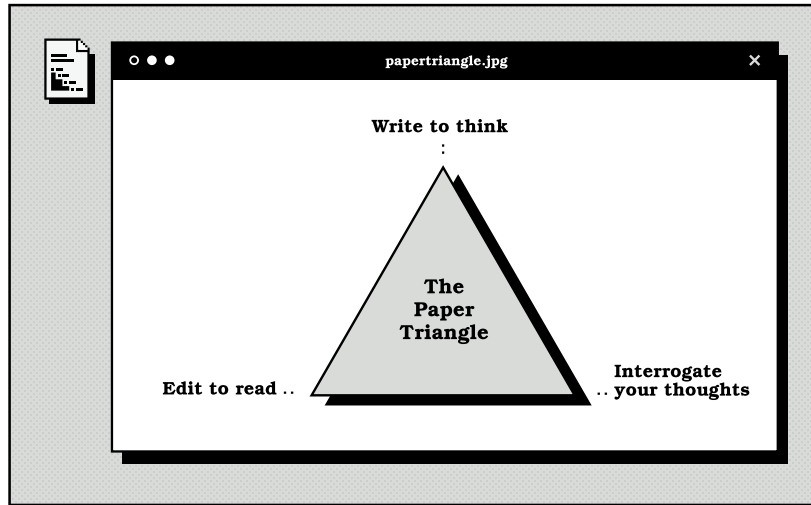 papertriangle.jpg
Write to think
The
Paper
Triangle
Edit to read
Interrogate
your thoughts